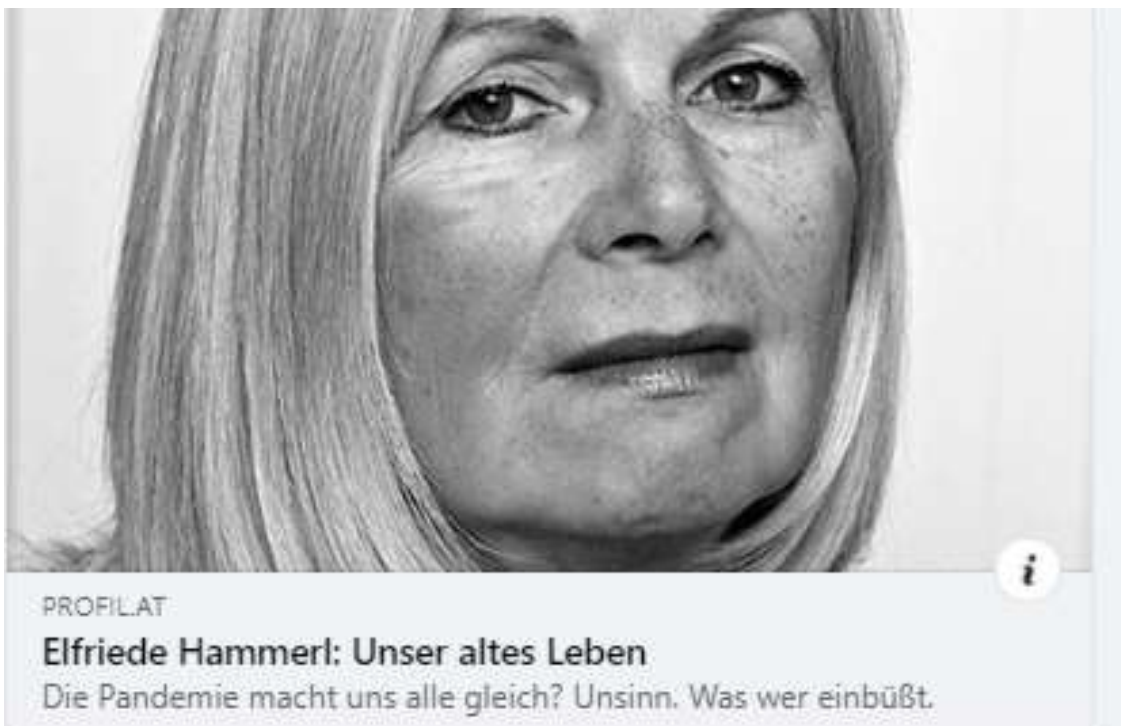 PROFIL.AT
Elfriede Hammerl: Unser altes Leben
Die Pandemie macht uns alle gleich? Unsinn. Was wer einbüßt.
i